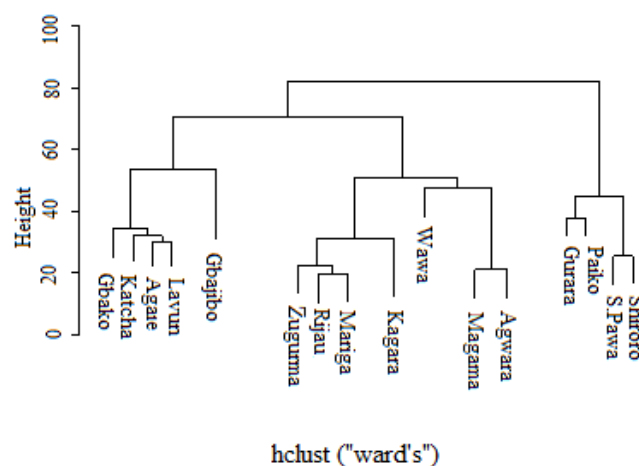 100
80
60
40
20
0
Height
Gbako
Katcha
Agaie
Lavun
Gbajibo
Zugurma
Rijau
Mariga
Kagara
Wawa
Magama
Agwara
Gurara
Paiko
S.Pawa
Shiroro
hclust ("ward's")